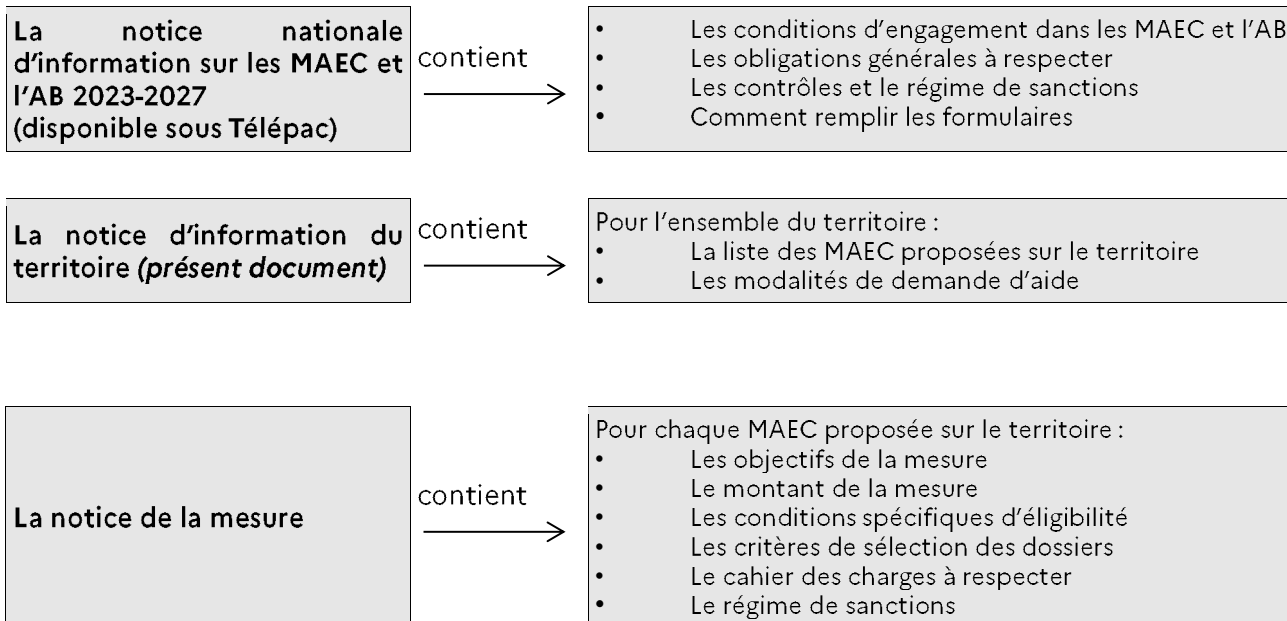 La notice nationale
d'information sur les MAEC et
l'AB 2023-2027
(disponible sous Télépac)
contient
• Les conditions d'engagement dans les MAEC et l'AB
• Les obligations générales à respecter
• Les contrôles et le régime de sanctions
• Comment remplir les formulaires
La notice d'information du
territoire (présent document)
contient
Pour l'ensemble du territoire :
• La liste des MAEC proposées sur le territoire
• Les modalités de demande d'aide
La notice de la mesure
contient
Pour chaque MAEC proposée sur le territoire :
• Les objectifs de la mesure
• Le montant de la mesure
• Les conditions spécifiques d'éligibilité
• Les critères de sélection des dossiers
• Le cahier des charges à respecter
• Le régime de sanctions